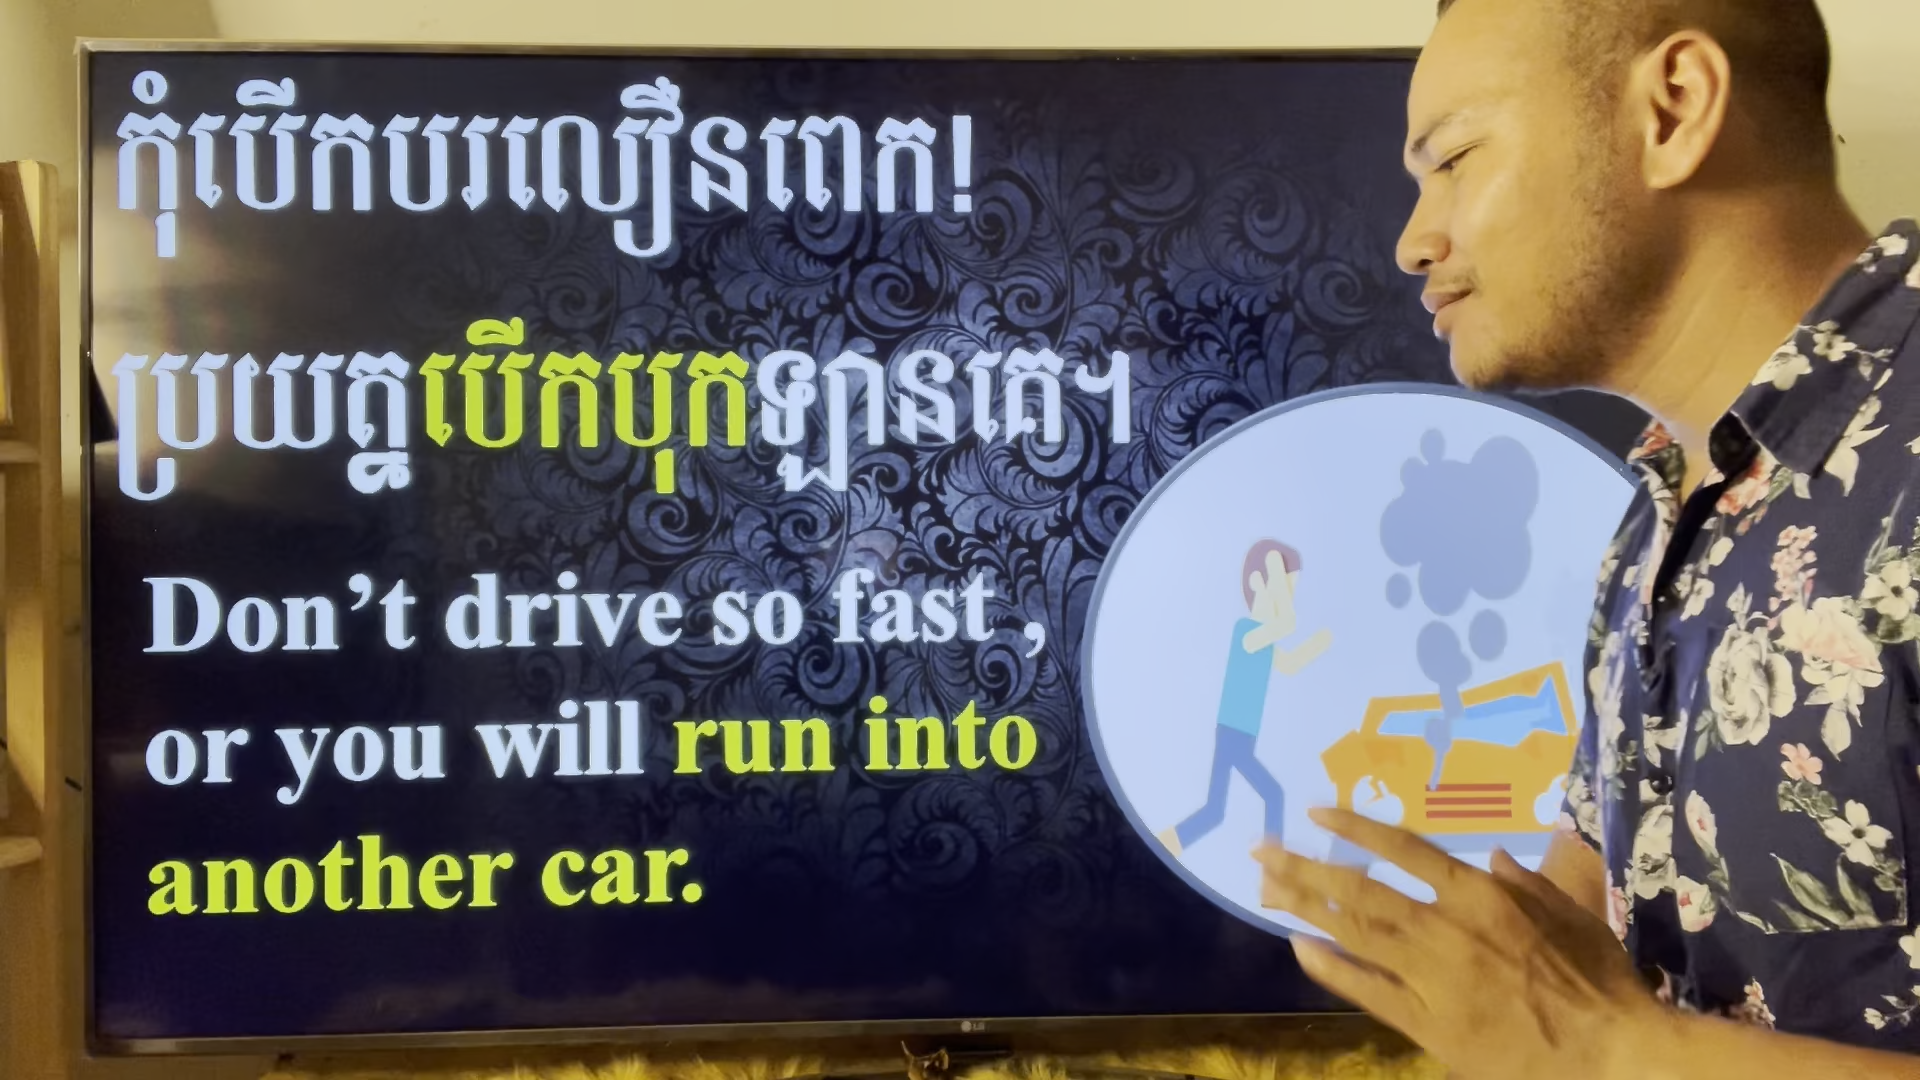 កុំបើកបរលឿនពេក!
ប្រយត្នបើកបុកឡានគេ។
Don’t drive so fast ,
or you will run into
another car.
LG